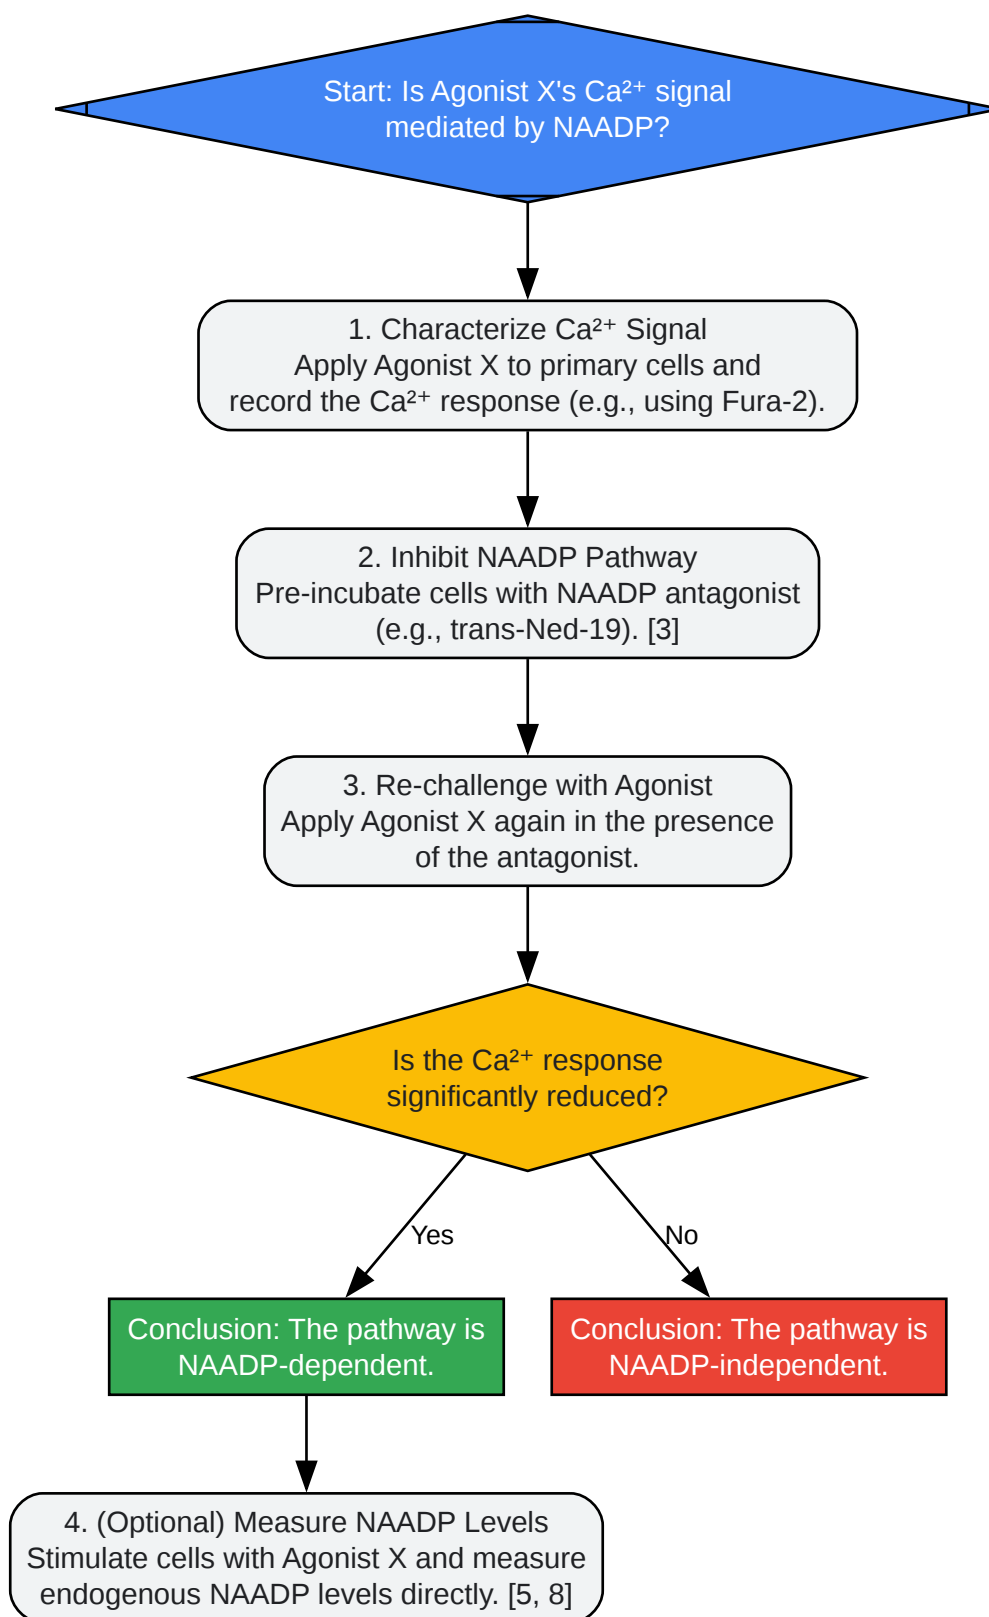 Start: Is Agonist X's Ca²⁺ signal
mediated by NAADP?
1. Characterize Ca²⁺ Signal
Apply Agonist X to primary cells and
record the Ca²⁺ response (e.g., using Fura-2).
2. Inhibit NAADP Pathway
Pre-incubate cells with NAADP antagonist
(e.g., trans-Ned-19). [3]
3. Re-challenge with Agonist
Apply Agonist X again in the presence
of the antagonist.
Is the Ca²⁺ response
significantly reduced?
Yes
No
Conclusion: The pathway is
NAADP-dependent.
Conclusion: The pathway is
NAADP-independent.
4. (Optional) Measure NAADP Levels
Stimulate cells with Agonist X and measure
endogenous NAADP levels directly. [5, 8]